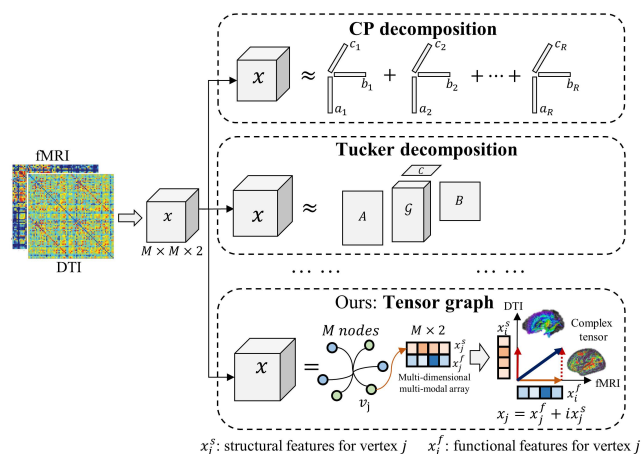 CP decomposition
x ≈ c₁ b₁ a₁ + c₂ b₂ a₂ + ⋯ + c_R b_R a_R
Tucker decomposition
x ≈ A 𝒢 C B
fMRI
DTI
x
M × M × 2
⋯ ⋯ ⋯ ⋯
Ours: Tensor graph
x =
M nodes
v_j
M × 2
x_j^s
x_j^f
Multi-dimensional
multi-modal array
DTI
x_i^s
Complex
tensor
fMRI
x_i^f
x_j = x_j^f + ix_j^s
x_i^s: structural features for vertex j x_i^f: functional features for vertex j